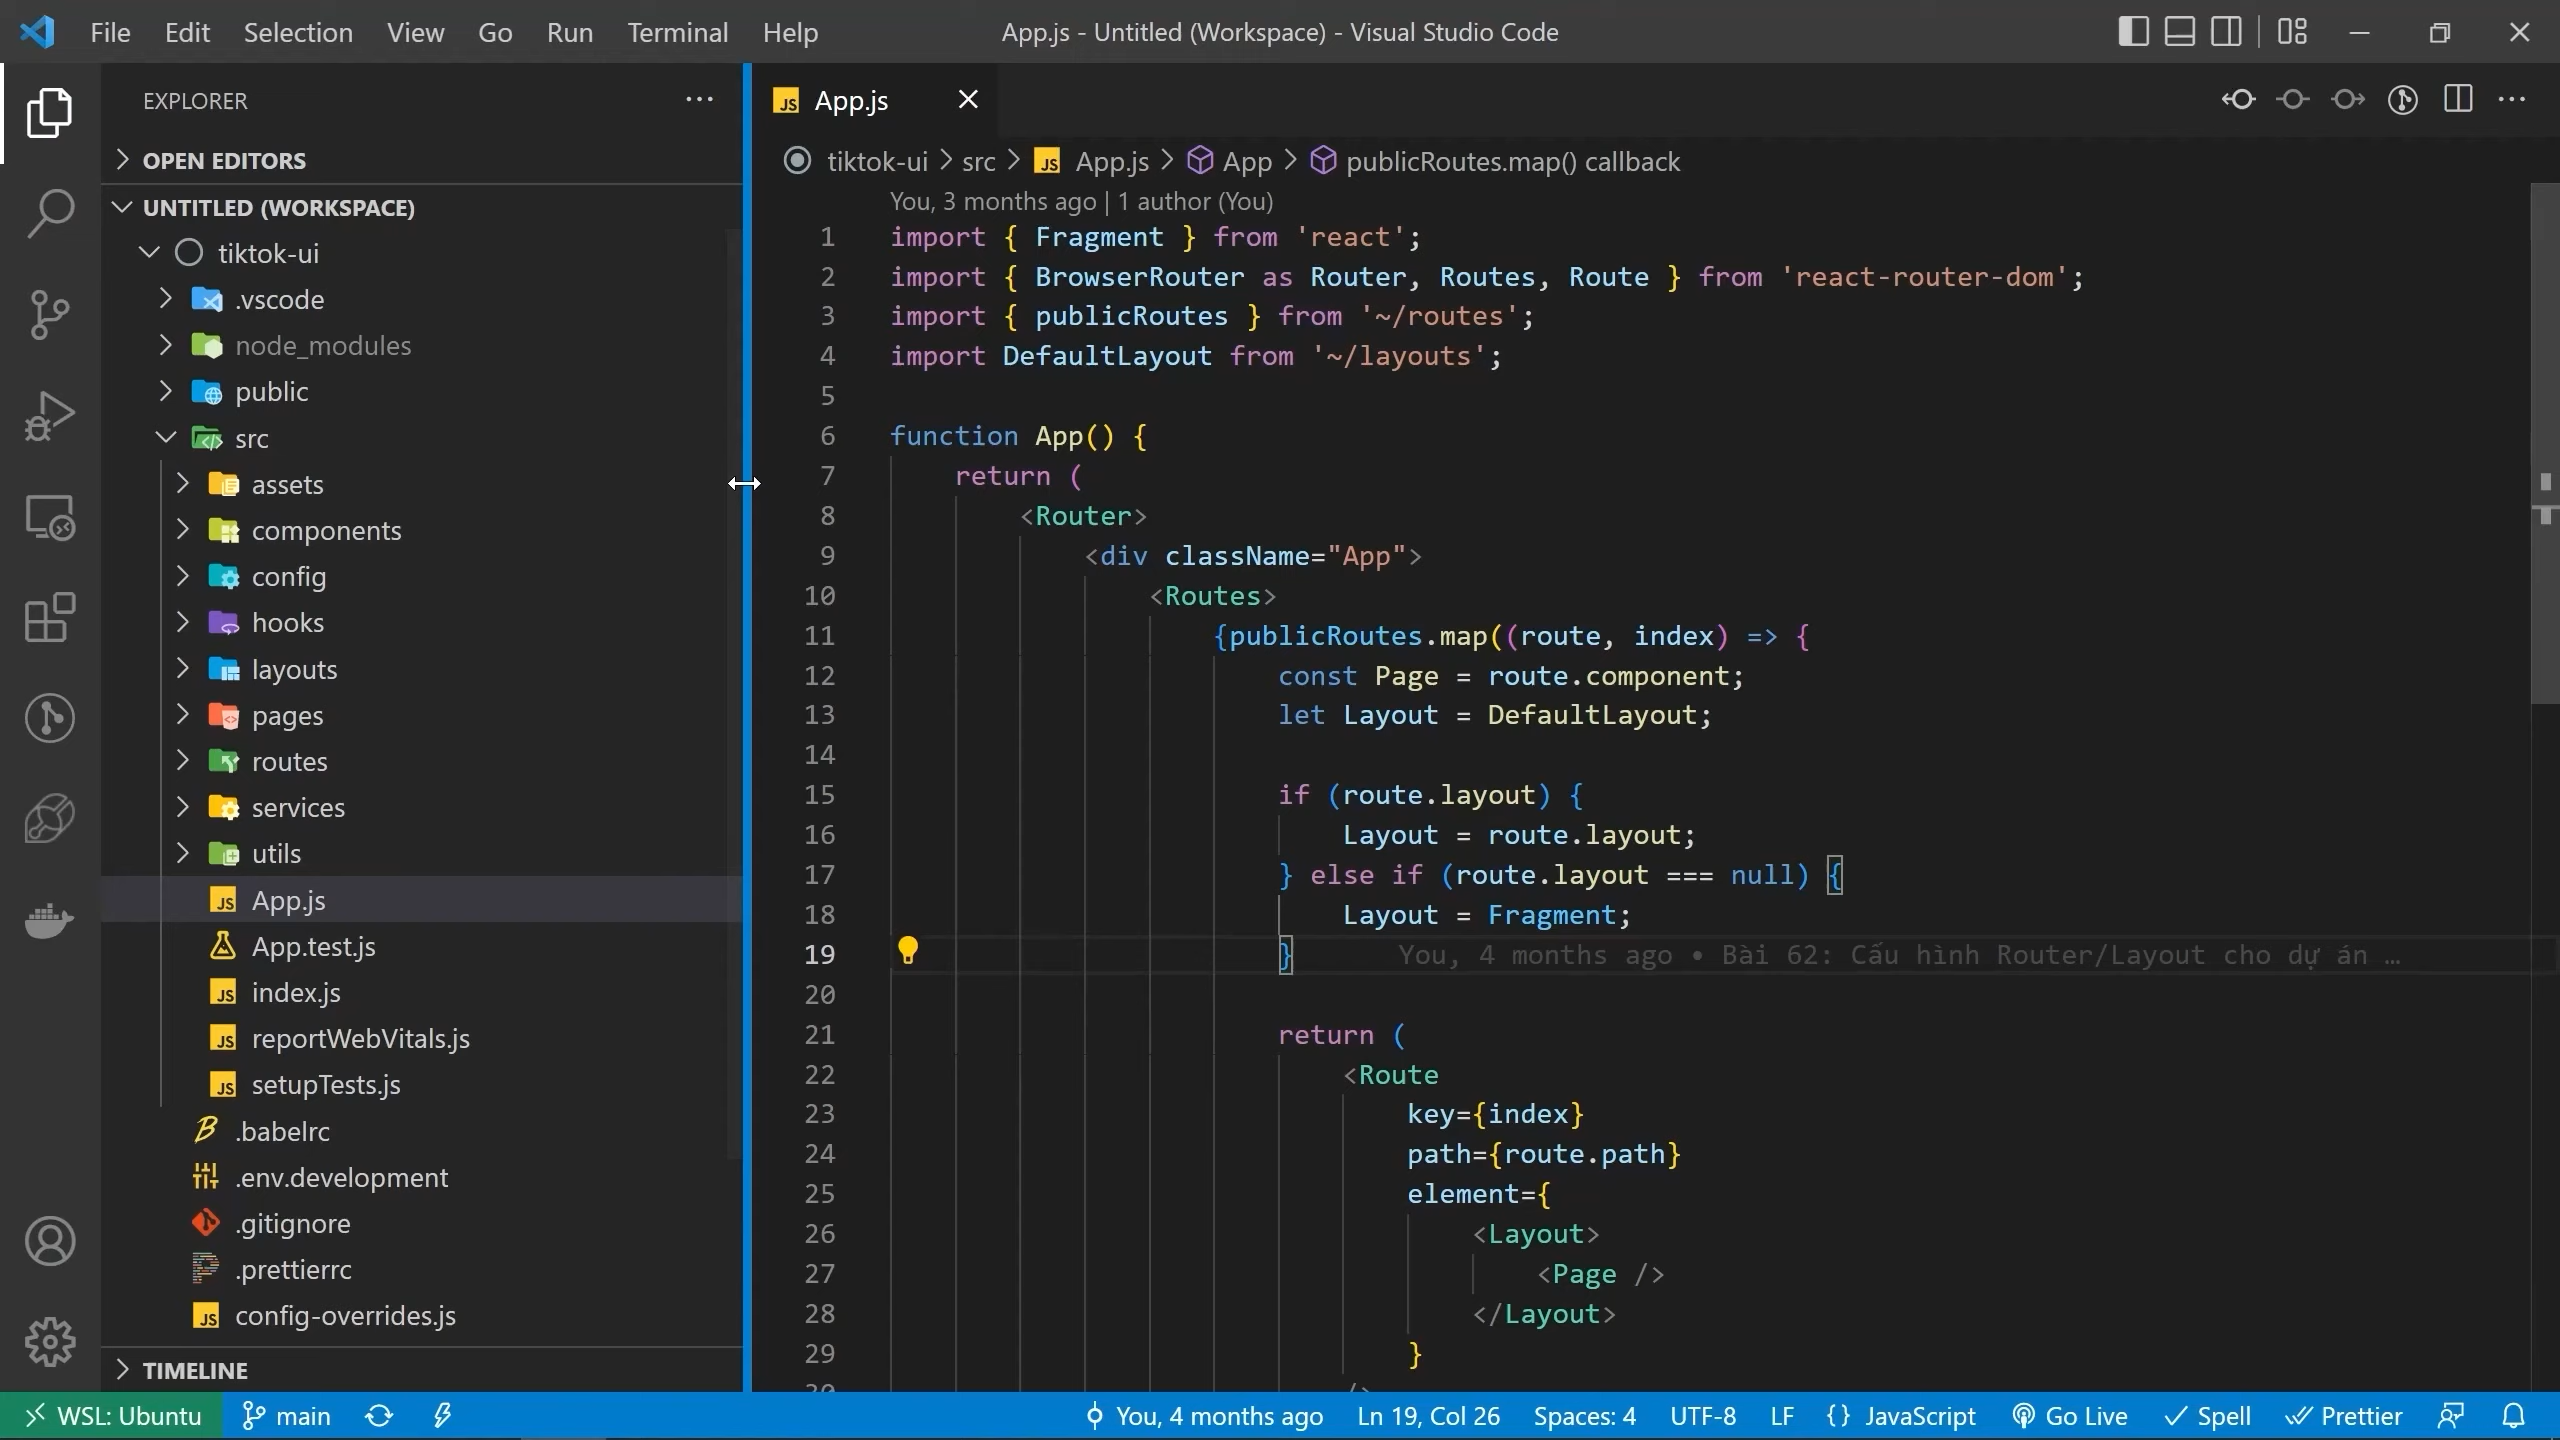 File Edit Selection View Go Run Terminal Help
App.js - Untitled (Workspace) - Visual Studio Code
EXPLORER
OPEN EDITORS
UNTITLED (WORKSPACE)
tiktok-ui
.vscode
node_modules
public
src
assets
components
config
hooks
layouts
pages
routes
services
utils
JS App.js
App.test.js
JS index.js
JS reportWebVitals.js
JS setupTests.js
.babelrc
.env.development
.gitignore
.prettierrc
JS config-overrides.js
TIMELINE
JS App.js
tiktok-ui > src > JS App.js > App > publicRoutes.map() callback
You, 3 months ago | 1 author (You)
1 import { Fragment } from 'react';
2 import { BrowserRouter as Router, Routes, Route } from 'react-router-dom';
3 import { publicRoutes } from '~/routes';
4 import DefaultLayout from '~/layouts';
5
6 function App() {
7 return (
8 <Router>
9 <div className="App">
10 <Routes>
11 {publicRoutes.map((route, index) => {
12 const Page = route.component;
13 let Layout = DefaultLayout;
14
15 if (route.layout) {
16 Layout = route.layout;
17 } else if (route.layout === null) {
18 Layout = Fragment;
19 } You, 4 months ago • Bài 62: Cấu hình Router/Layout cho dự án …
20
21 return (
22 <Route
23 key={index}
24 path={route.path}
25 element={
26 <Layout>
27 <Page />
28 </Layout>
29 }
30 />
WSL: Ubuntu main You, 4 months ago Ln 19, Col 26 Spaces: 4 UTF-8 LF {} JavaScript Go Live Spell Prettier